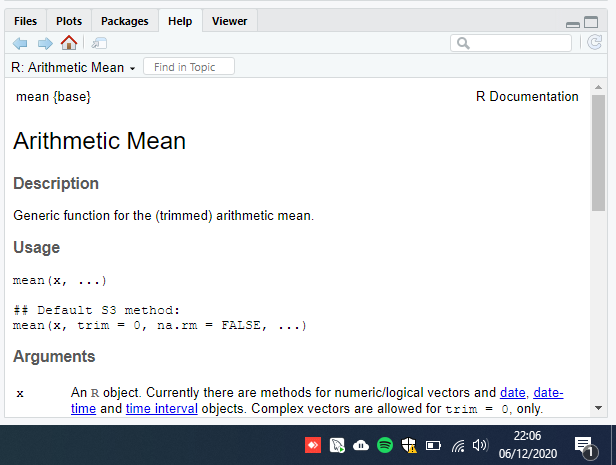 Files Plots Packages Help Viewer
R: Arithmetic Mean Find in Topic
mean {base} R Documentation
Arithmetic Mean
Description
Generic function for the (trimmed) arithmetic mean.
Usage
mean(x, ...)
## Default S3 method:
mean(x, trim = 0, na.rm = FALSE, ...)
Arguments
x An R object. Currently there are methods for numeric/logical vectors and date, date-
time and time interval objects. Complex vectors are allowed for trim = 0, only.
22:06
06/12/2020
1